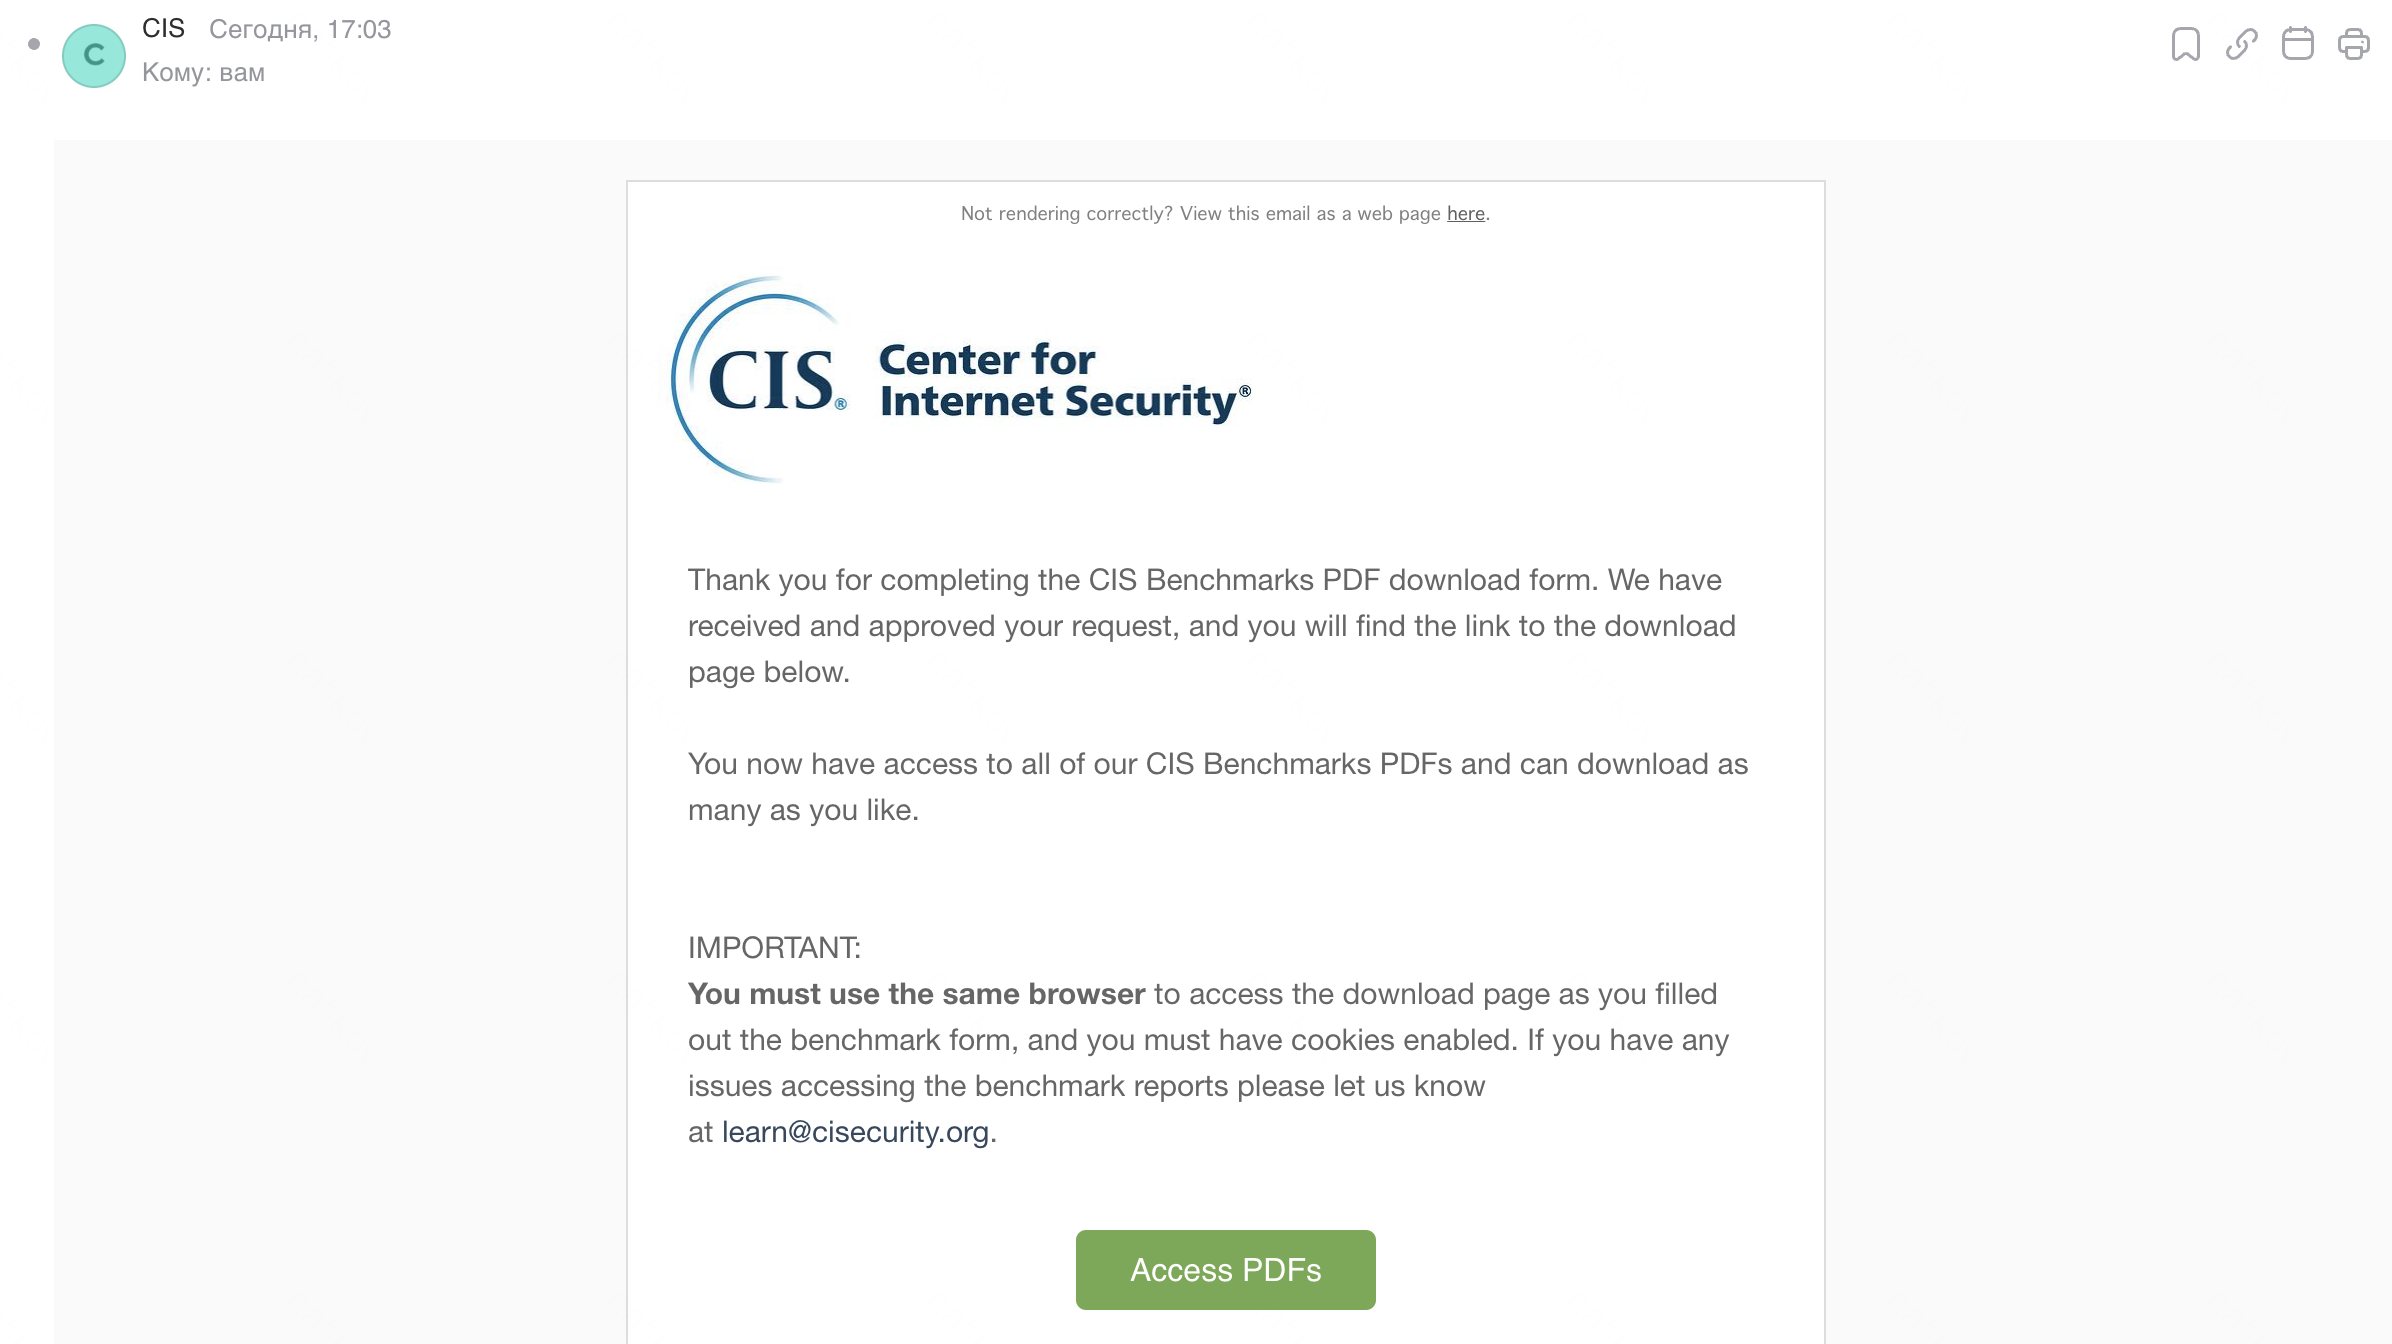 CIS Сегодня, 17:03
C
Кому: вам
Not rendering correctly? View this email as a web page here.
CIS.® Center for
Internet Security®
Thank you for completing the CIS Benchmarks PDF download form. We have
received and approved your request, and you will find the link to the download
page below.
You now have access to all of our CIS Benchmarks PDFs and can download as
many as you like.
IMPORTANT:
You must use the same browser to access the download page as you filled
out the benchmark form, and you must have cookies enabled. If you have any
issues accessing the benchmark reports please let us know
at learn@cisecurity.org.
Access PDFs